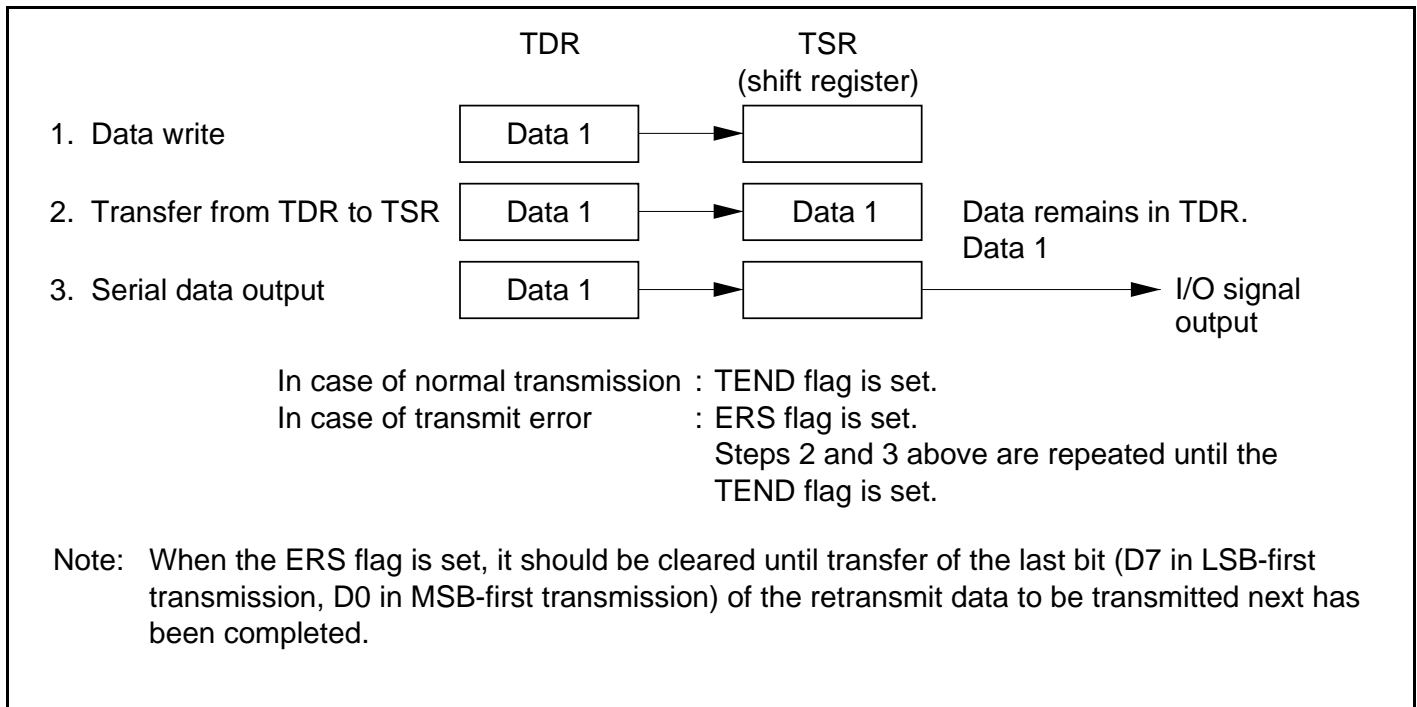 TDR TSR
(shift register)
1. Data write Data 1
2. Transfer from TDR to TSR Data 1 Data 1 Data remains in TDR.
Data 1
3. Serial data output Data 1 I/O signal
output
In case of normal transmission : TEND flag is set.
In case of transmit error : ERS flag is set.
Steps 2 and 3 above are repeated until the
TEND flag is set.
Note: When the ERS flag is set, it should be cleared until transfer of the last bit (D7 in LSB-first
transmission, D0 in MSB-first transmission) of the retransmit data to be transmitted next has
been completed.